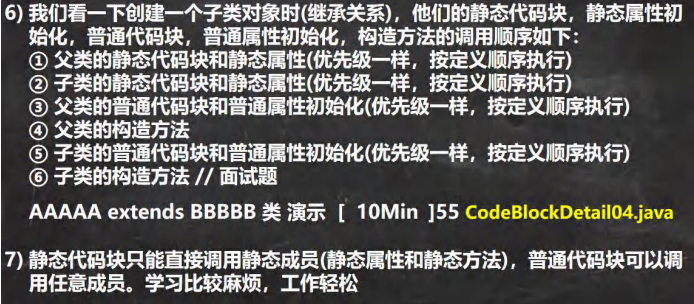 6) 我们看一下创建一个子类对象时(继承关系)，他们的静态代码块，静态属性初
始化，普通代码块，普通属性初始化，构造方法的调用顺序如下：
① 父类的静态代码块和静态属性(优先级一样，按定义顺序执行)
② 子类的静态代码块和静态属性(优先级一样，按定义顺序执行)
③ 父类的普通代码块和普通属性初始化(优先级一样，按定义顺序执行)
④ 父类的构造方法
⑤ 子类的普通代码块和普通属性初始化(优先级一样，按定义顺序执行)
⑥ 子类的构造方法 // 面试题
AAAAA extends BBBBB 类 演示 [ 10Min ]55 CodeBlockDetail04.java
7) 静态代码块只能直接调用静态成员(静态属性和静态方法)，普通代码块可以调
用任意成员。学习比较麻烦，工作轻松